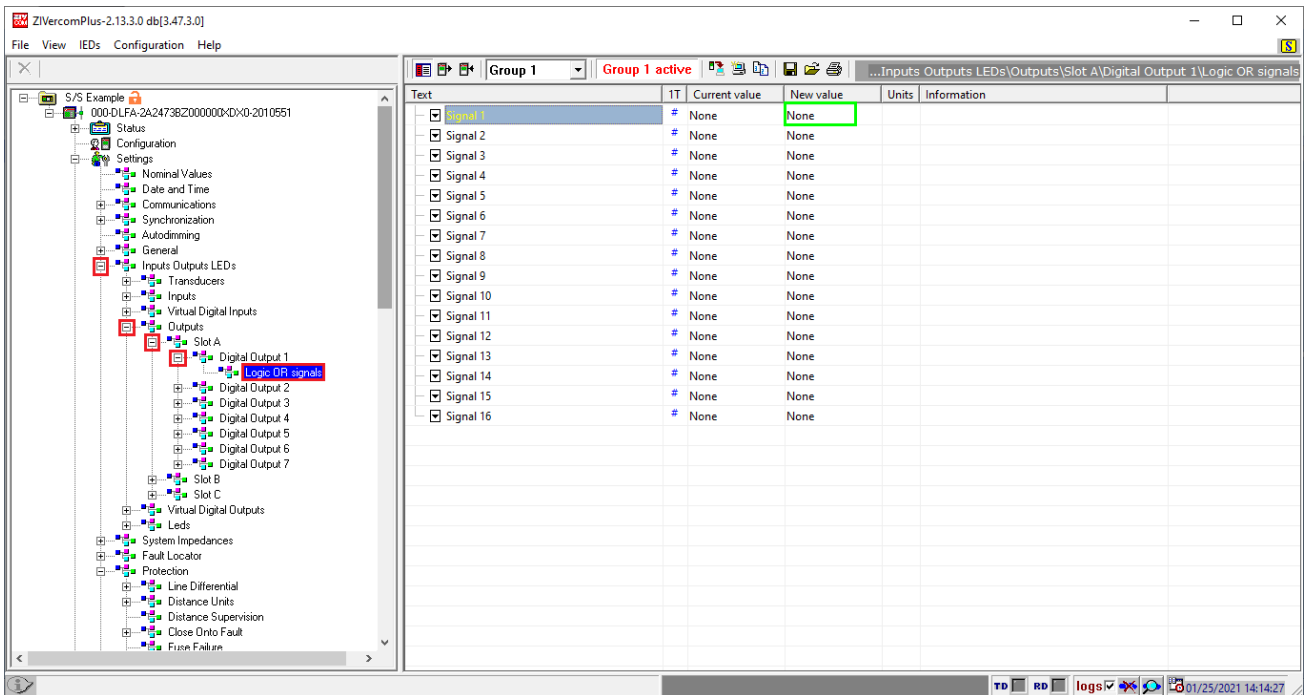 ZIVercomPlus-2.13.3.0 db[3.47.3.0]
File View IEDs Configuration Help
S
Group 1
Group 1 active
...Inputs Outputs LEDs\Outputs\Slot A\Digital Output 1\Logic OR signals
S/S Example
000-DLFA-2A2473BZ000000XDX0-2010551
Status
Configuration
Settings
Nominal Values
Date and Time
Communications
Synchronization
Autodimming
General
Inputs Outputs LEDs
Transducers
Inputs
Virtual Digital Inputs
Outputs
Slot A
Digital Output 1
Logic OR signals
Digital Output 2
Digital Output 3
Digital Output 4
Digital Output 5
Digital Output 6
Digital Output 7
Slot B
Slot C
Virtual Digital Outputs
Leds
System Impedances
Fault Locator
Protection
Line Differential
Distance Units
Distance Supervision
Close Onto Fault
Fuse Failure
Text 1T Current value New value Units Information
Signal 1 # None None
Signal 2 # None None
Signal 3 # None None
Signal 4 # None None
Signal 5 # None None
Signal 6 # None None
Signal 7 # None None
Signal 8 # None None
Signal 9 # None None
Signal 10 # None None
Signal 11 # None None
Signal 12 # None None
Signal 13 # None None
Signal 14 # None None
Signal 15 # None None
Signal 16 # None None
TD RD logs 01/25/2021 14:14:27